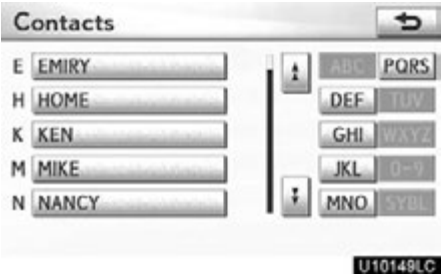 Contacts
E EMIRY ABC PQRS
H HOME DEF TUV
K KEN GHI WXYZ
M MIKE JKL 0-9
N NANCY MNO SYBL
U10149LC